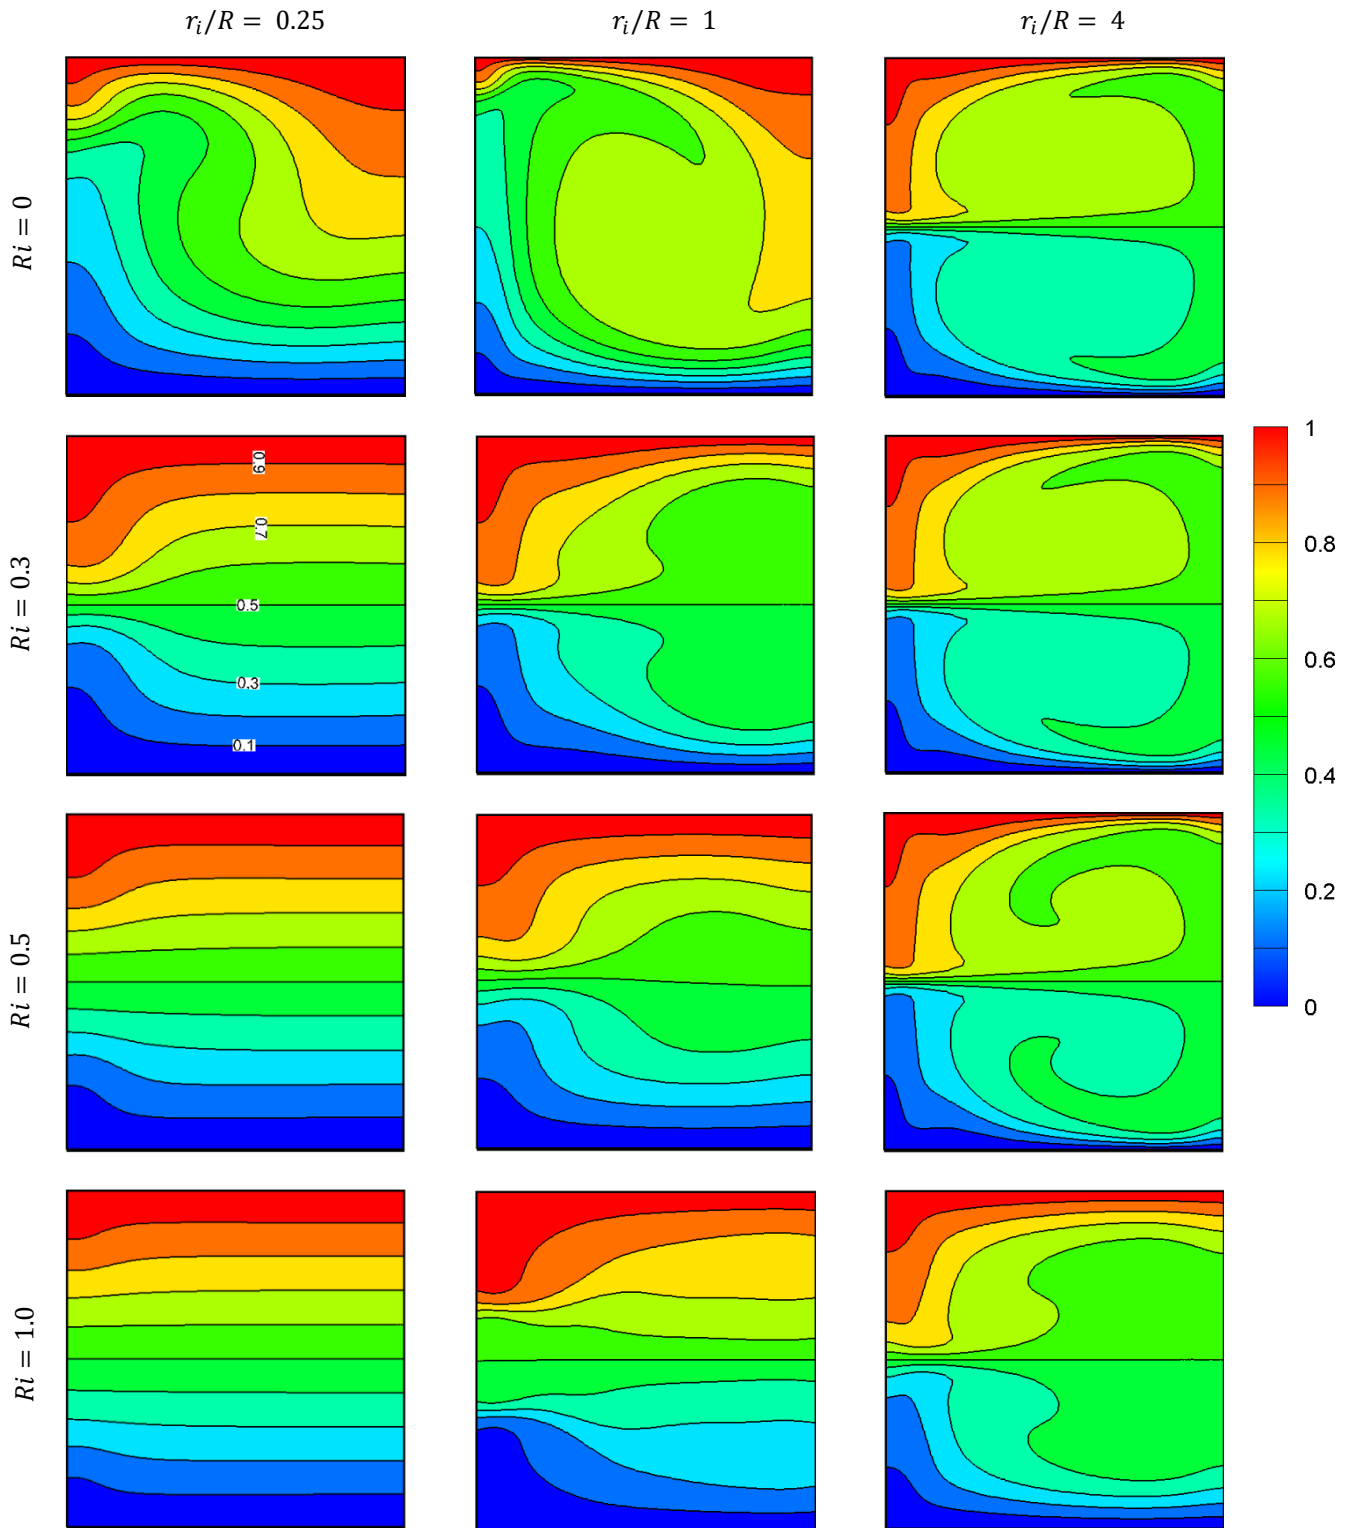 r_i/R = 0.25
r_i/R = 1
r_i/R = 4
Ri = 0
Ri = 0.3
0.9
0.7
0.5
0.3
0.1
1
0.8
0.6
0.4
0.2
0
Ri = 0.5
Ri = 1.0